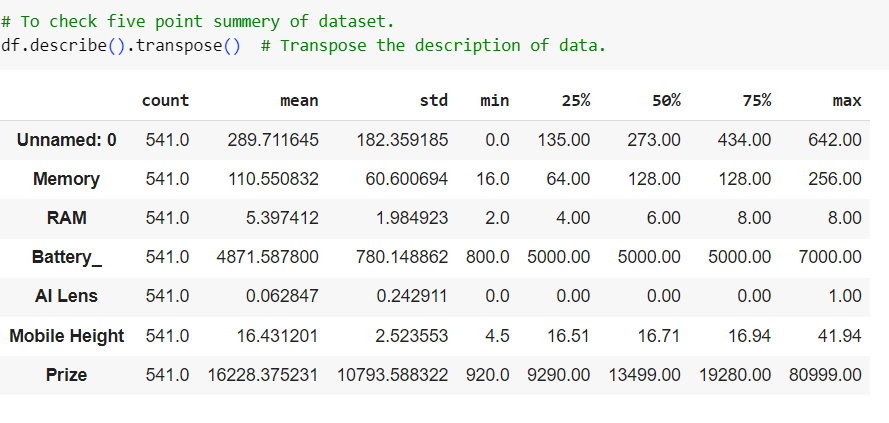 # To check five point summery of dataset.
df.describe().transpose()  # Transpose the description of data.
count mean std min 25% 50% 75% max
Unnamed: 0 541.0 289.711645 182.359185 0.0 135.00 273.00 434.00 642.00
Memory 541.0 110.550832 60.600694 16.0 64.00 128.00 128.00 256.00
RAM 541.0 5.397412 1.984923 2.0 4.00 6.00 8.00 8.00
Battery_ 541.0 4871.587800 780.148862 800.0 5000.00 5000.00 5000.00 7000.00
AI Lens 541.0 0.062847 0.242911 0.0 0.00 0.00 0.00 1.00
Mobile Height 541.0 16.431201 2.523553 4.5 16.51 16.71 16.94 41.94
Prize 541.0 16228.375231 10793.588322 920.0 9290.00 13499.00 19280.00 80999.00